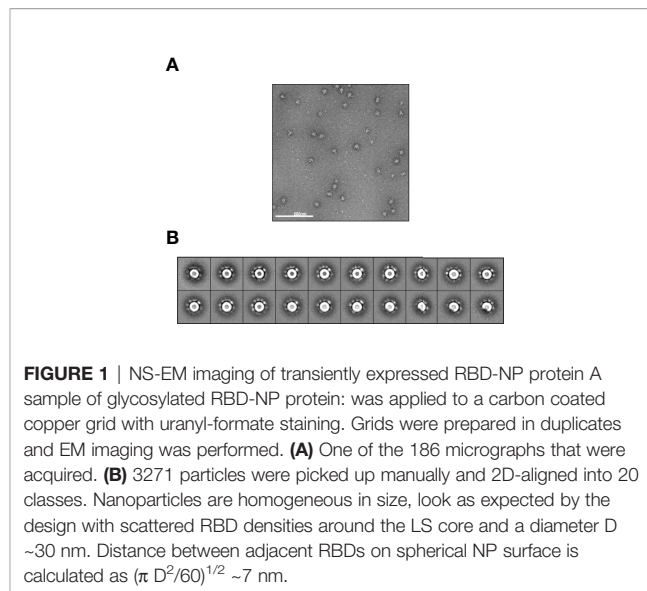 A
B
FIGURE 1 | NS-EM imaging of transiently expressed RBD-NP protein A
sample of glycosylated RBD-NP protein: was applied to a carbon coated
copper grid with uranyl-formate staining. Grids were prepared in duplicates
and EM imaging was performed. (A) One of the 186 micrographs that were
acquired. (B) 3271 particles were picked up manually and 2D-aligned into 20
classes. Nanoparticles are homogeneous in size, look as expected by the
design with scattered RBD densities around the LS core and a diameter D
~30 nm. Distance between adjacent RBDs on spherical NP surface is
calculated as (π D²/60)¹/² ~7 nm.